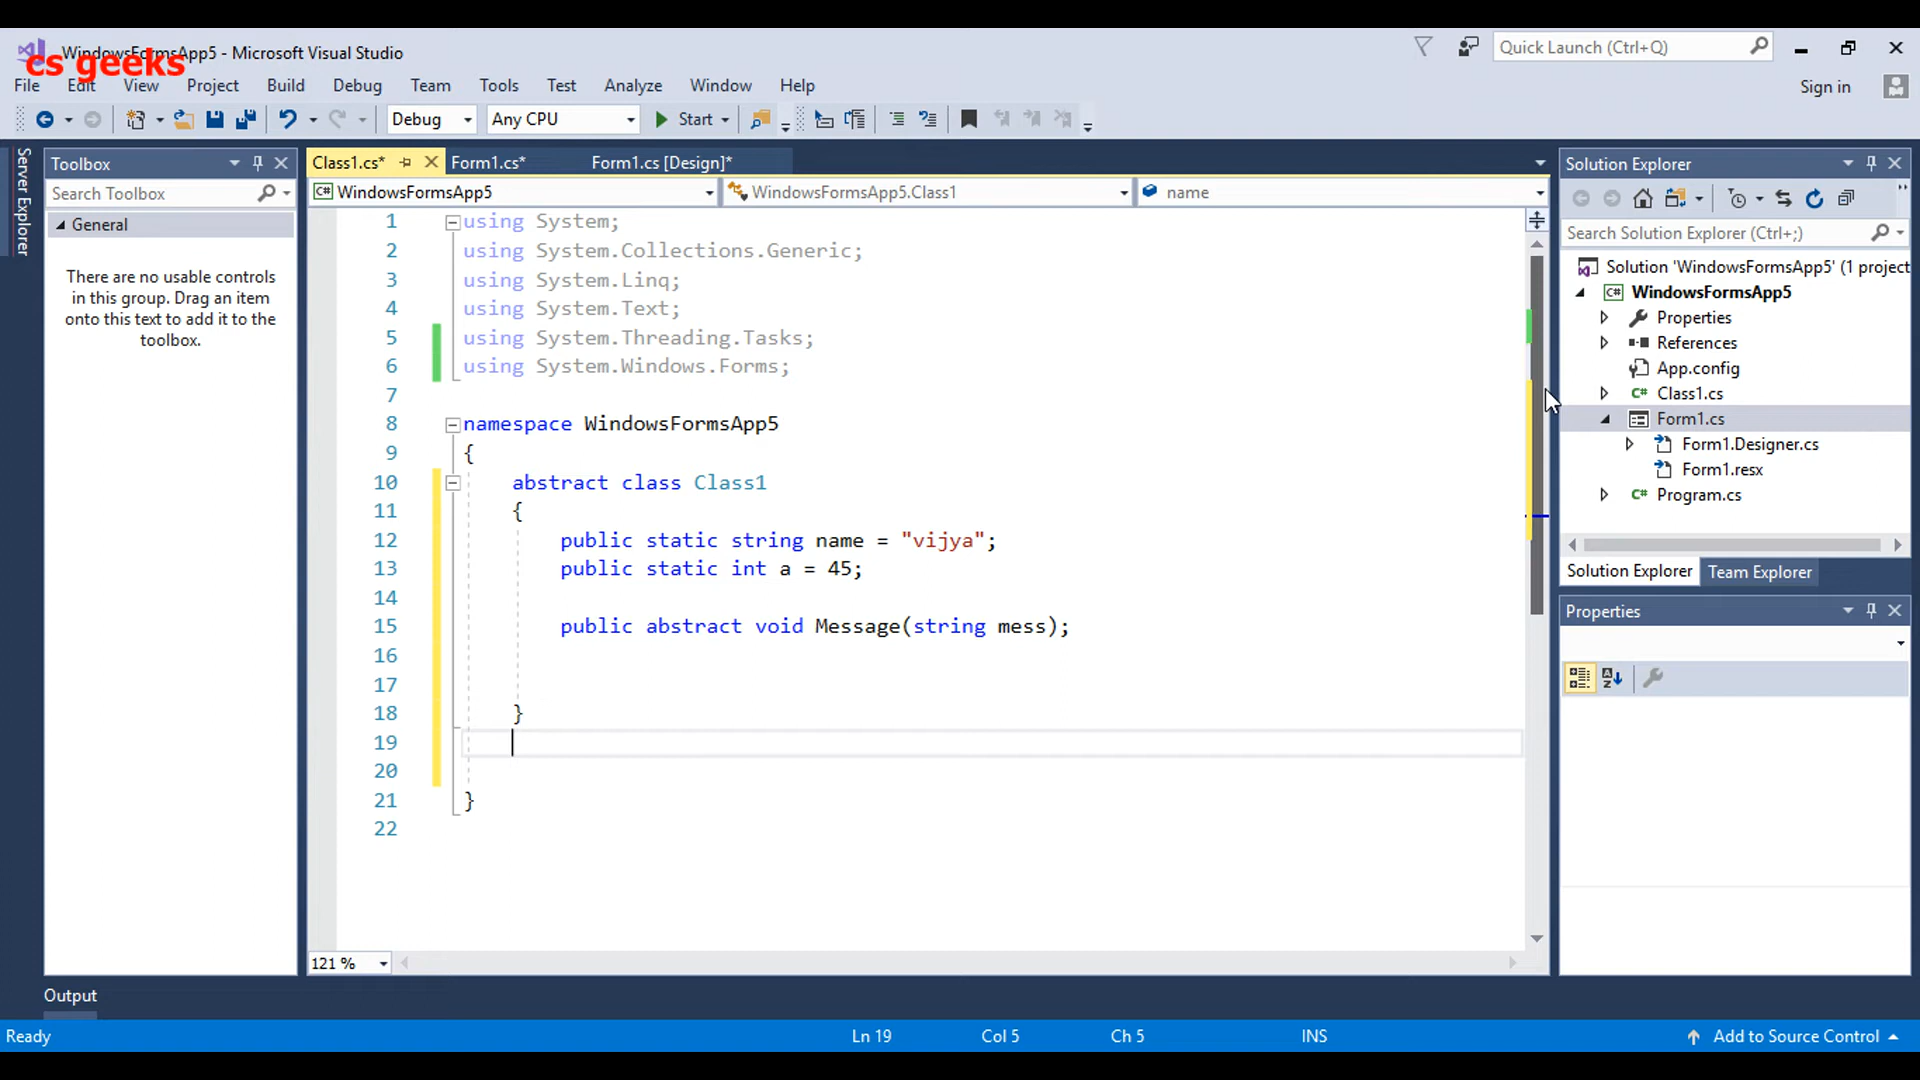 WindowsFormsApp5 - Microsoft Visual Studio
cs geeks
Quick Launch (Ctrl+Q)
File Edit View Project Build Debug Team Tools Test Analyze Window Help
Sign in
Debug Any CPU Start
Server Explorer
Toolbox
Search Toolbox
General
There are no usable controls
in this group. Drag an item
onto this text to add it to the
toolbox.
Class1.cs* Form1.cs* Form1.cs [Design]*
WindowsFormsApp5 WindowsFormsApp5.Class1 name
1 using System;
2 using System.Collections.Generic;
3 using System.Linq;
4 using System.Text;
5 using System.Threading.Tasks;
6 using System.Windows.Forms;
7
8 namespace WindowsFormsApp5
9 {
10 abstract class Class1
11 {
12 public static string name = "vijya";
13 public static int a = 45;
14
15 public abstract void Message(string mess);
16
17
18 }
19
20
21 }
22
121 %
Solution Explorer
Search Solution Explorer (Ctrl+;)
Solution 'WindowsFormsApp5' (1 project
WindowsFormsApp5
Properties
References
App.config
Class1.cs
Form1.cs
Form1.Designer.cs
Form1.resx
Program.cs
Solution Explorer Team Explorer
Properties
Output
Ready Ln 19 Col 5 Ch 5 INS Add to Source Control